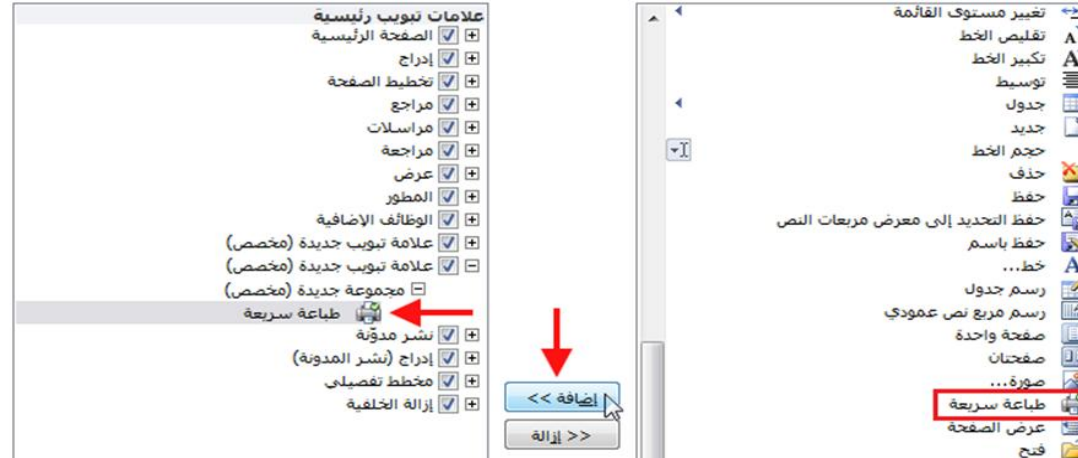 تغيير مستوى القائمة
تقليص الخط
تكبير الخط
توسيط
جدول
جديد
حجم الخط
حذف
حفظ
حفظ التحديد إلى معرض مربعات النص
حفظ باسم
خط...
رسم جدول
رسم مربع نص عمودي
صفحة واحدة
صفحتان
صورة...
طباعة سريعة
عرض الصفحة
فتح
إضافة >>
<< إزالة
علامات تبويب رئيسية
الصفحة الرئيسية
إدراج
تخطيط الصفحة
مراجع
مراسلات
مراجعة
عرض
المطور
الوظائف الإضافية
علامة تبويب جديدة (مخصص)
علامة تبويب جديدة (مخصص)
مجموعة جديدة (مخصص)
طباعة سريعة
نشر مدوّنة
إدراج (نشر المدونة)
مخطط تفصيلي
إزالة الخلفية